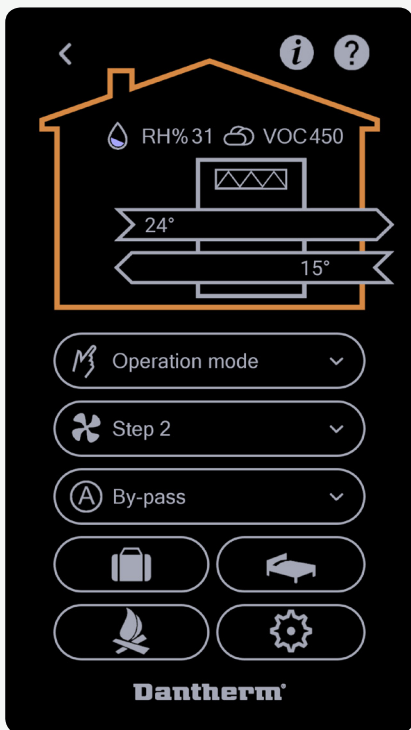 i ?
RH% 31 VOC 450
24°
15°
Operation mode
Step 2
A By-pass
Dantherm®